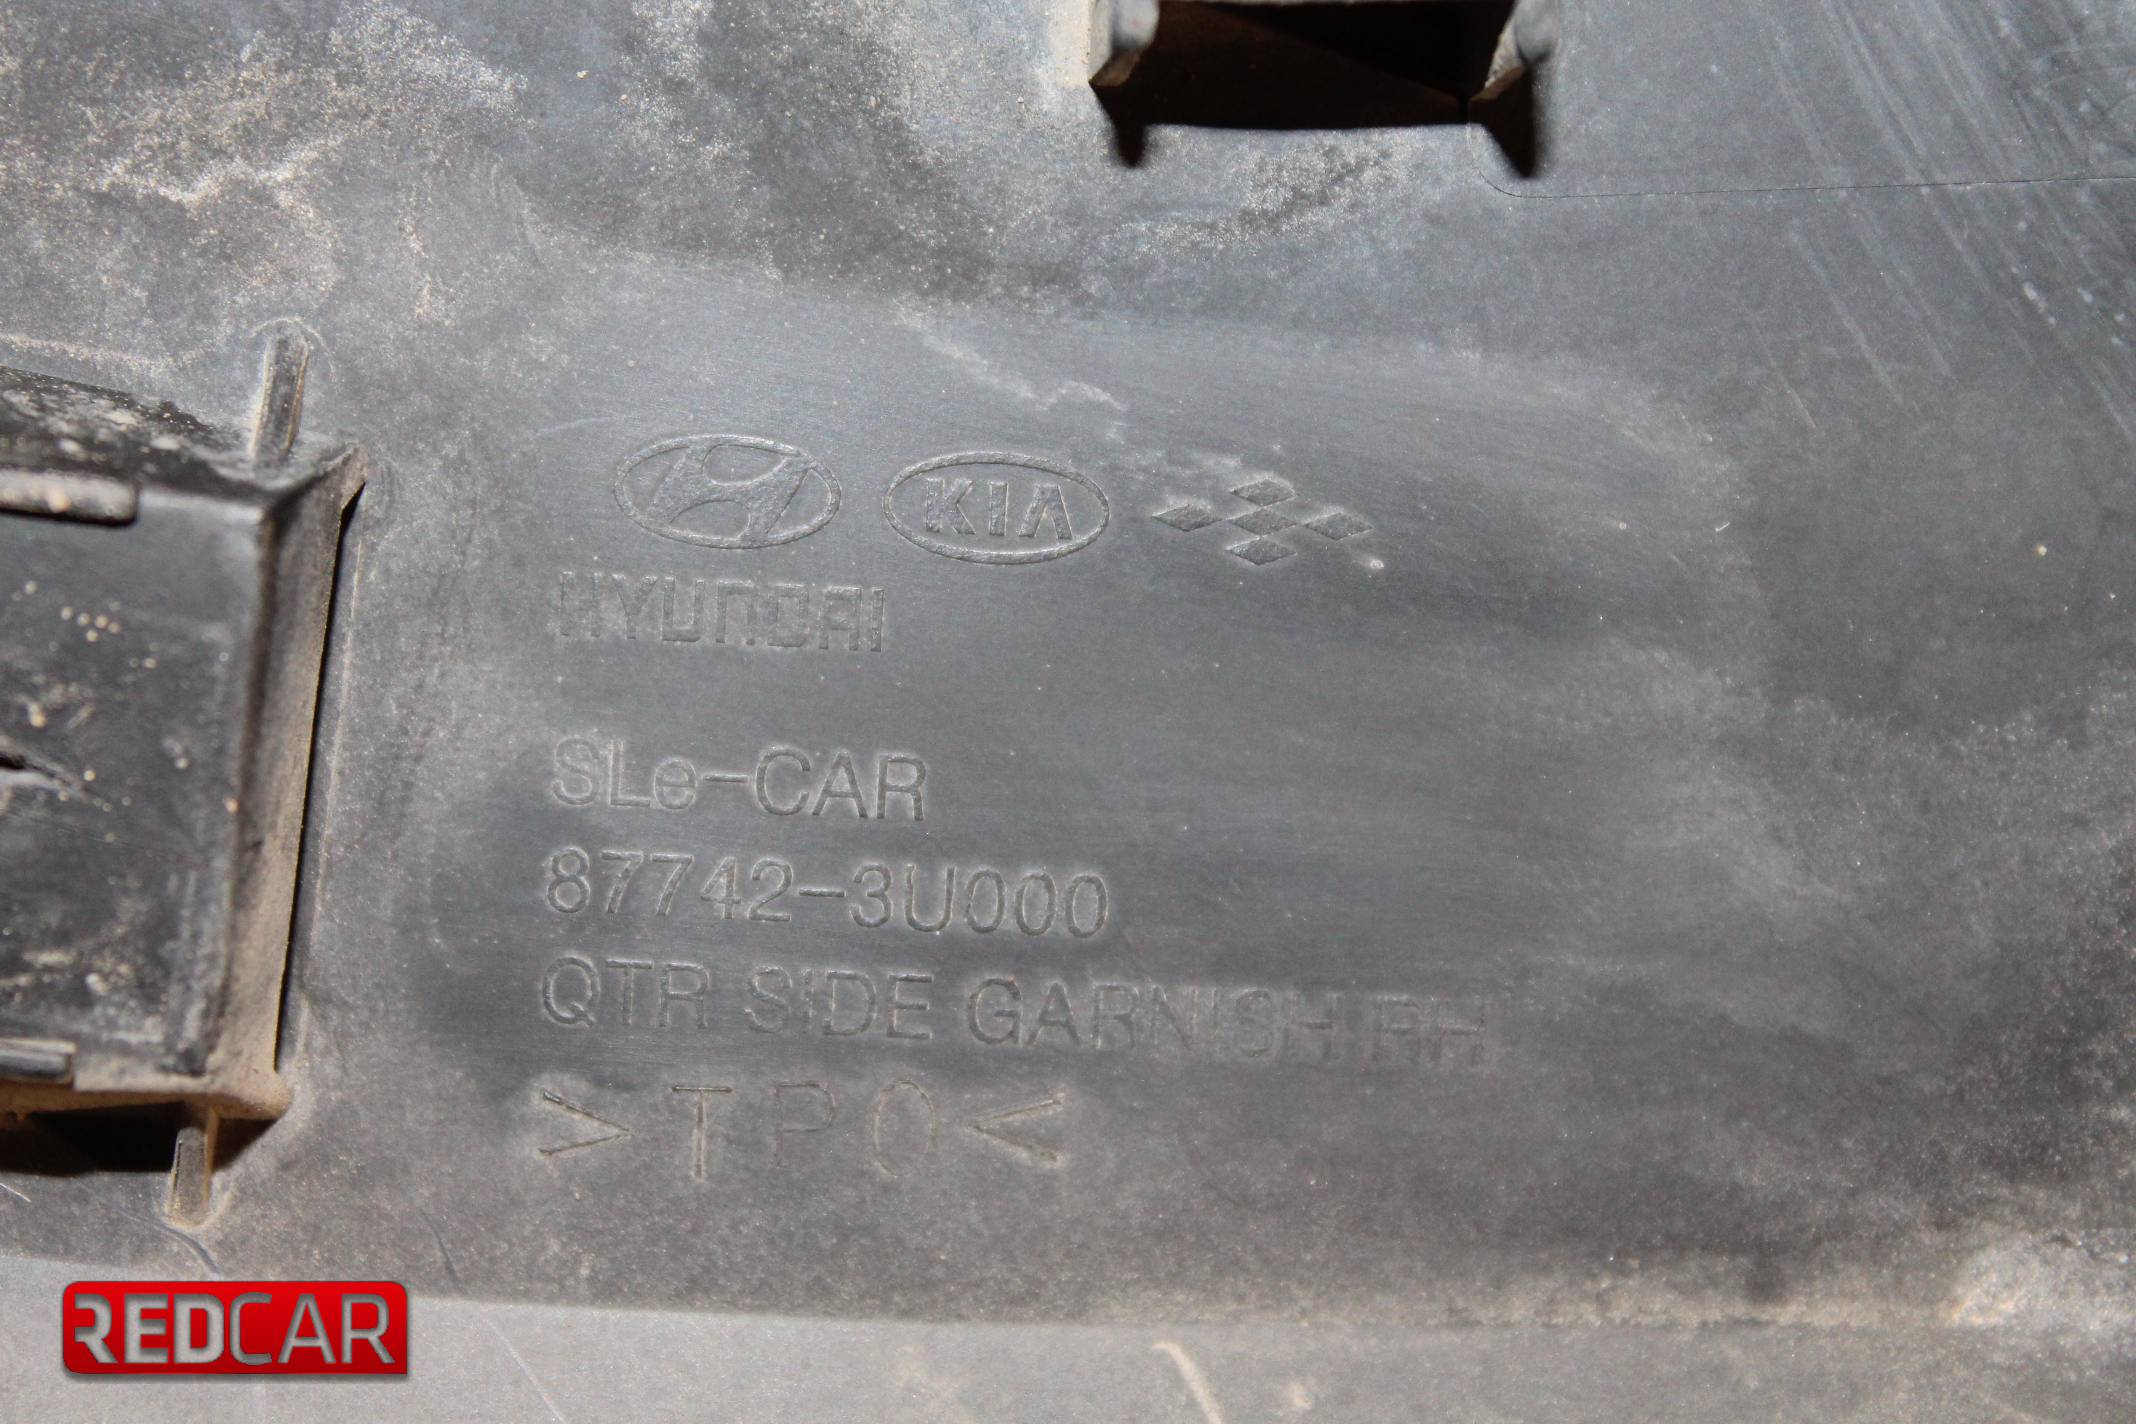 KIA
HYUNDAI
SLe-CAR
87742-3U000
QTR SIDE GARNISH RH
>TPO<
REDCAR